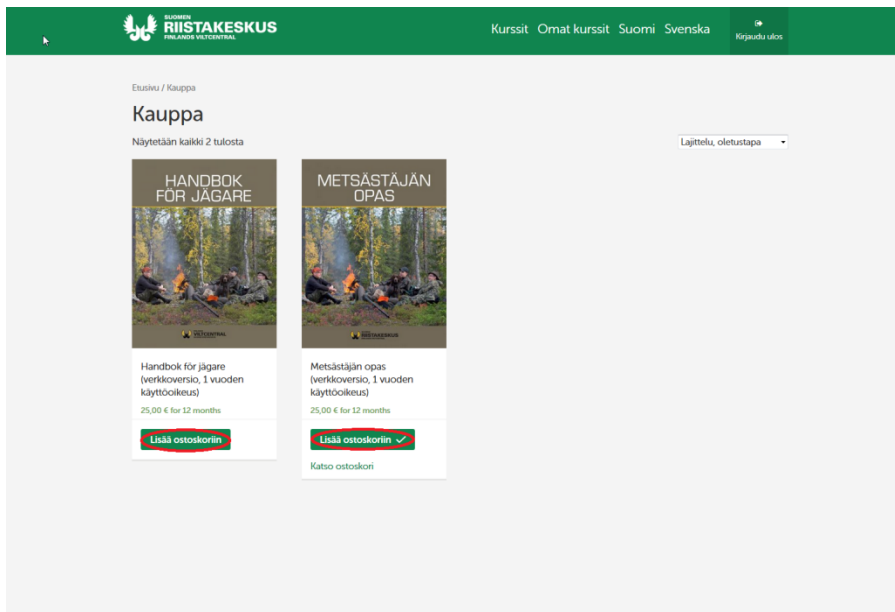 SUOMEN
RIISTAKESKUS
FINLANDS VILTCENTRAL
Kurssit Omat kurssit Suomi Svenska
Kirjaudu ulos
Etusivu / Kauppa
Kauppa
Näytetään kaikki 2 tulosta
Lajittelu, oletustapa
HANDBOK
FÖR JÄGARE
VILTCENTRAL
METSÄSTÄJÄN
OPAS
RIISTAKESKUS
Handbok för jägare
(verkkoversio, 1 vuoden
käyttöoikeus)
25,00 € for 12 months
Lisää ostoskoriin
Metsästäjän opas
(verkkoversio, 1 vuoden
käyttöoikeus)
25,00 € for 12 months
Lisää ostoskoriin ✓
Katso ostoskori